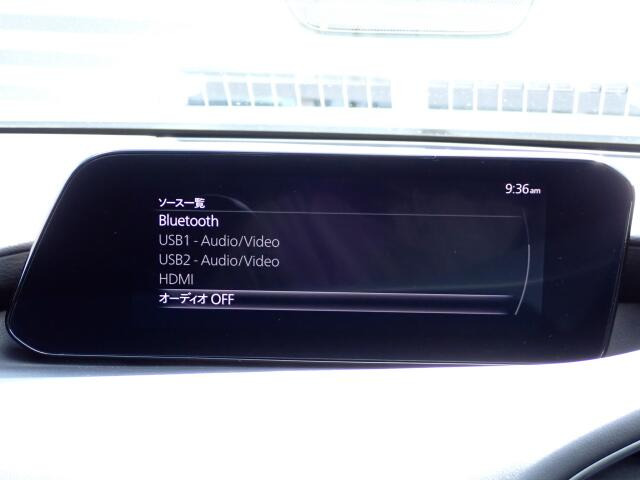 9:36am
ソース一覧
Bluetooth
USB1 - Audio/Video
USB2 - Audio/Video
HDMI
オーディオ OFF